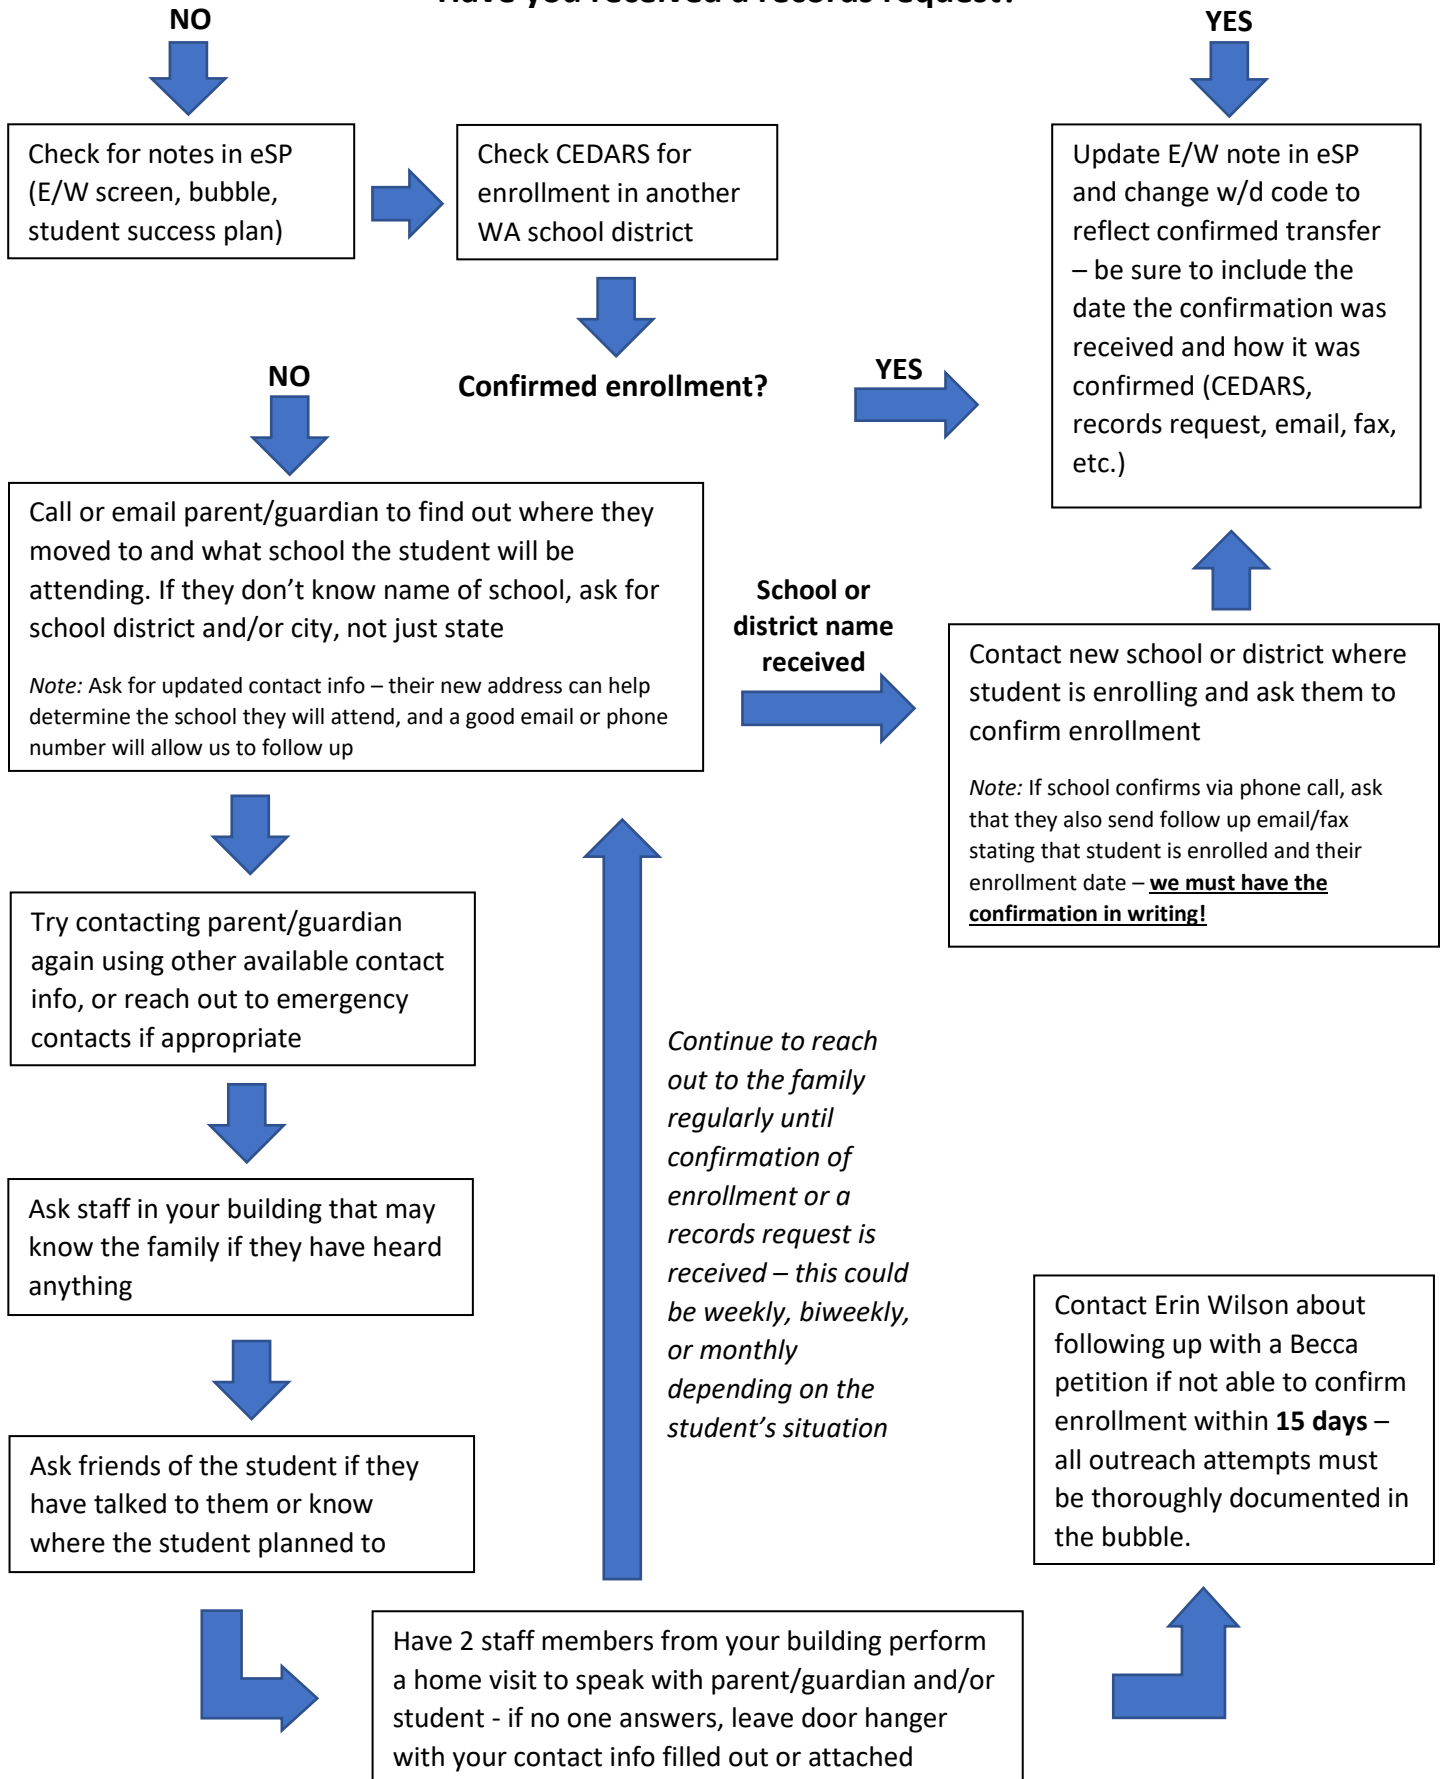 Have you received a records request?
NO
YES
Check for notes in eSP
(E/W screen, bubble,
student success plan)
Check CEDARS for
enrollment in another
WA school district
Update E/W note in eSP
and change w/d code to
reflect confirmed transfer
– be sure to include the
date the confirmation was
received and how it was
confirmed (CEDARS,
records request, email, fax,
etc.)
NO
Confirmed enrollment?
YES
Call or email parent/guardian to find out where they
moved to and what school the student will be
attending. If they don’t know name of school, ask for
school district and/or city, not just state
Note: Ask for updated contact info – their new address can help
determine the school they will attend, and a good email or phone
number will allow us to follow up
School or
district name
received
Contact new school or district where
student is enrolling and ask them to
confirm enrollment
Note: If school confirms via phone call, ask
that they also send follow up email/fax
stating that student is enrolled and their
enrollment date – we must have the
confirmation in writing!
Try contacting parent/guardian
again using other available contact
info, or reach out to emergency
contacts if appropriate
Continue to reach
out to the family
regularly until
confirmation of
enrollment or a
records request is
received – this could
be weekly, biweekly,
or monthly
depending on the
student’s situation
Ask staff in your building that may
know the family if they have heard
anything
Contact Erin Wilson about
following up with a Becca
petition if not able to confirm
enrollment within 15 days –
all outreach attempts must
be thoroughly documented in
the bubble.
Ask friends of the student if they
have talked to them or know
where the student planned to
Have 2 staff members from your building perform
a home visit to speak with parent/guardian and/or
student - if no one answers, leave door hanger
with your contact info filled out or attached